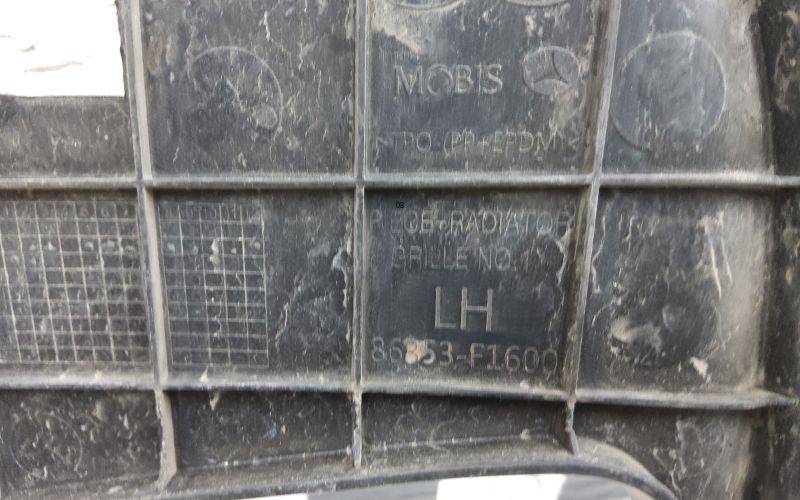 MOBIS
TPO (PP+EPDM)
PIECE-RADIATOR
GRILLE NO.1
LH
86353-F1600